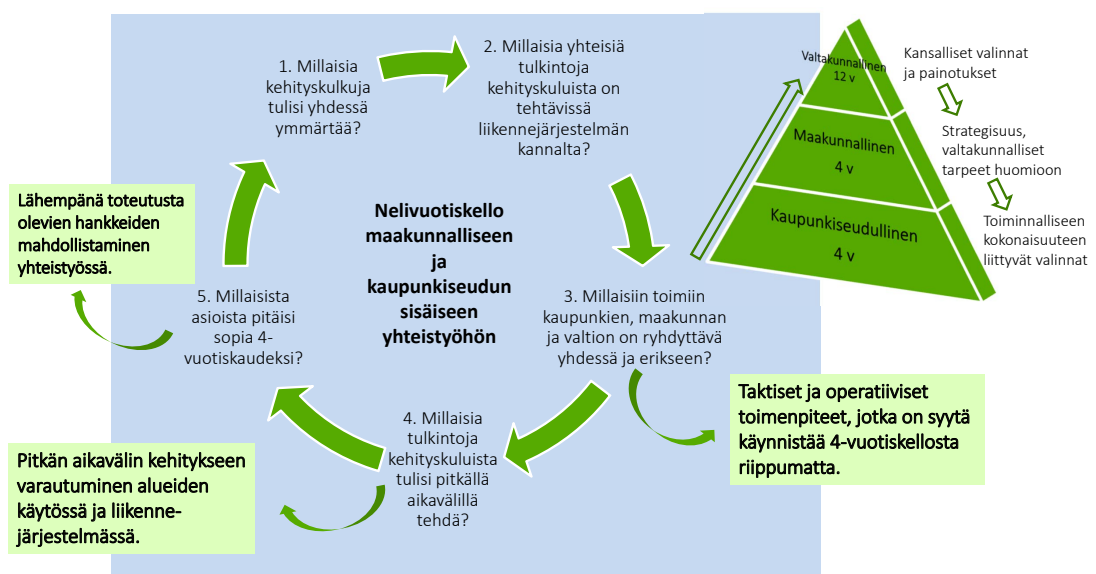 1. Millaisia
kehityskulkuja
tulisi yhdessä
ymmärtää?
2. Millaisia yhteisiä
tulkintoja
kehityskuluista on
tehtävissä
liikennejärjestelmän
kannalta?
Valtakunnallinen
12 v
Maakunnallinen
4 v
Kaupunkiseudullinen
4 v
Kansalliset valinnat
ja painotukset
Strategisuus,
valtakunnalliset
tarpeet huomioon
Toiminnalliseen
kokonaisuuteen
liittyvät valinnat
Lähempänä toteutusta
olevien hankkeiden
mahdollistaminen
yhteistyössä.
Nelivuotiskello
maakunnalliseen
ja
kaupunkiseudun
sisäiseen
yhteistyöhön
5. Millaisista
asioista pitäisi
sopia 4-
vuotiskaudeksi?
3. Millaisiin toimiin
kaupunkien, maakunnan
ja valtion on ryhdyttävä
yhdessä ja erikseen?
Taktiset ja operatiiviset
toimenpiteet, jotka on syytä
käynnistää 4-vuotiskellosta
riippumatta.
4. Millaisia
tulkintoja
kehityskuluista
tulisi pitkällä
aikavälillä
tehdä?
Pitkän aikavälin kehitykseen
varautuminen alueiden
käytössä ja liikenne-
järjestelmässä.